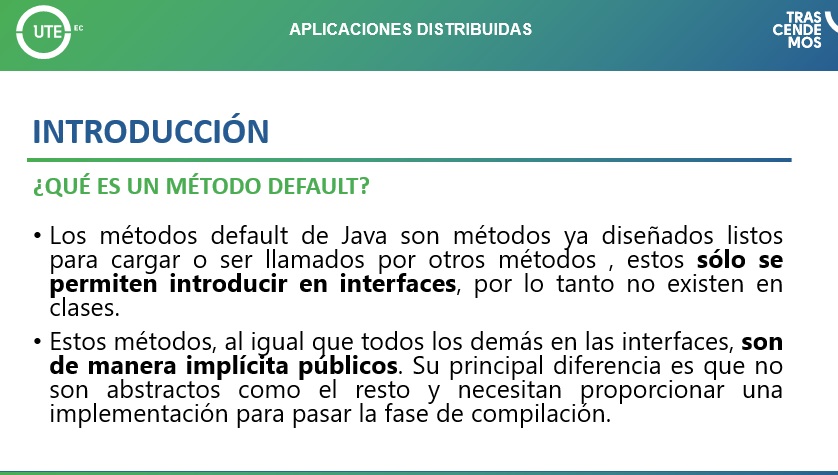 UTE EC
APLICACIONES DISTRIBUIDAS
TRAS
CENDE
MOS
INTRODUCCIÓN
¿QUÉ ES UN MÉTODO DEFAULT?
• Los métodos default de Java son métodos ya diseñados listos
para cargar o ser llamados por otros métodos , estos sólo se
permiten introducir en interfaces, por lo tanto no existen en
clases.
• Estos métodos, al igual que todos los demás en las interfaces, son
de manera implícita públicos. Su principal diferencia es que no
son abstractos como el resto y necesitan proporcionar una
implementación para pasar la fase de compilación.